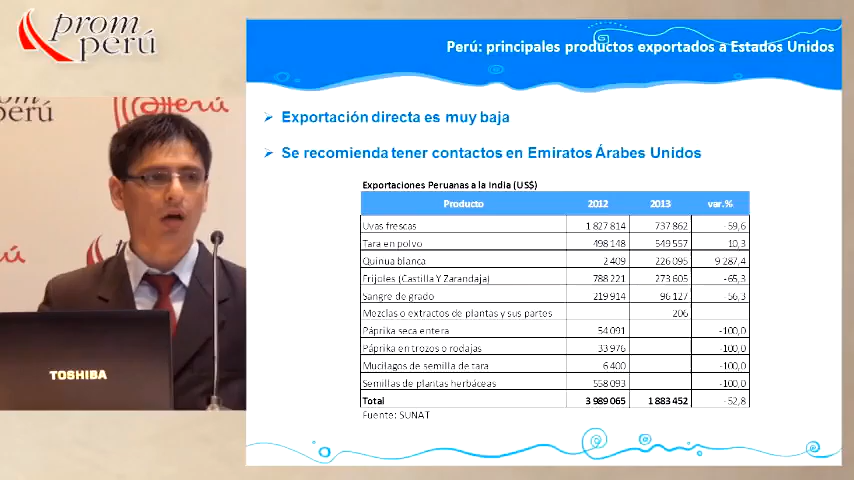 prom
perú
om
perú
Perú
TOSHIBA
Perú: principales productos exportados a Estados Unidos
Exportación directa es muy baja
Se recomienda tener contactos en Emiratos Árabes Unidos
Exportaciones Peruanas a la India (US$)
Producto 2012 2013 var.%
Uvas frescas 1 827 814 737 862 -59,6
Tara en polvo 498 148 549 557 10,3
Quinua blanca 2 409 226 095 9 287,4
Frijoles (Castilla Y Zarandaja) 788 221 273 605 -65,3
Sangre de grado 219 914 96 127 -56,3
Mezclas o extractos de plantas y sus partes 206
Páprika seca entera 54 091 -100,0
Páprika en trozos o rodajas 33 976 -100,0
Mucílagos de semilla de tara 6 400 -100,0
Semillas de plantas herbáceas 558 093 -100,0
Total 3 989 065 1 883 452 -52,8
Fuente: SUNAT